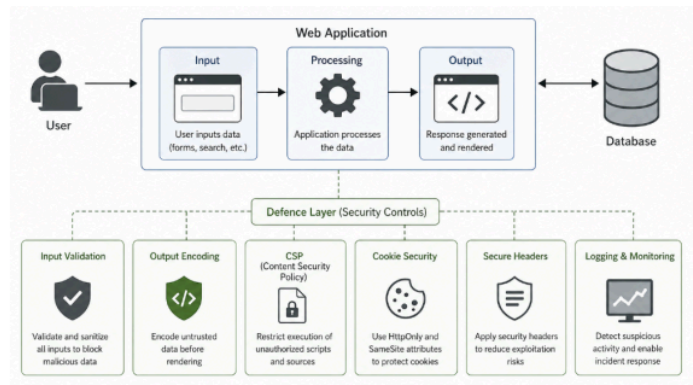 Web Application
Input
User inputs data
(forms, search, etc.)
Processing
Application processes
the data
Output
</>
Response generated
and rendered
User
Database
Defence Layer (Security Controls)
Input Validation
Validate and sanitize
all inputs to block
malicious data
Output Encoding
</>
Encode untrusted
data before
rendering
CSP
(Content Security
Policy)
Restrict execution of
unauthorized scripts
and sources
Cookie Security
Use HttpOnly and
SameSite attributes
to protect cookies
Secure Headers
Apply security headers
to reduce exploitation
risks
Logging & Monitoring
Detect suspicious
activity and enable
incident response